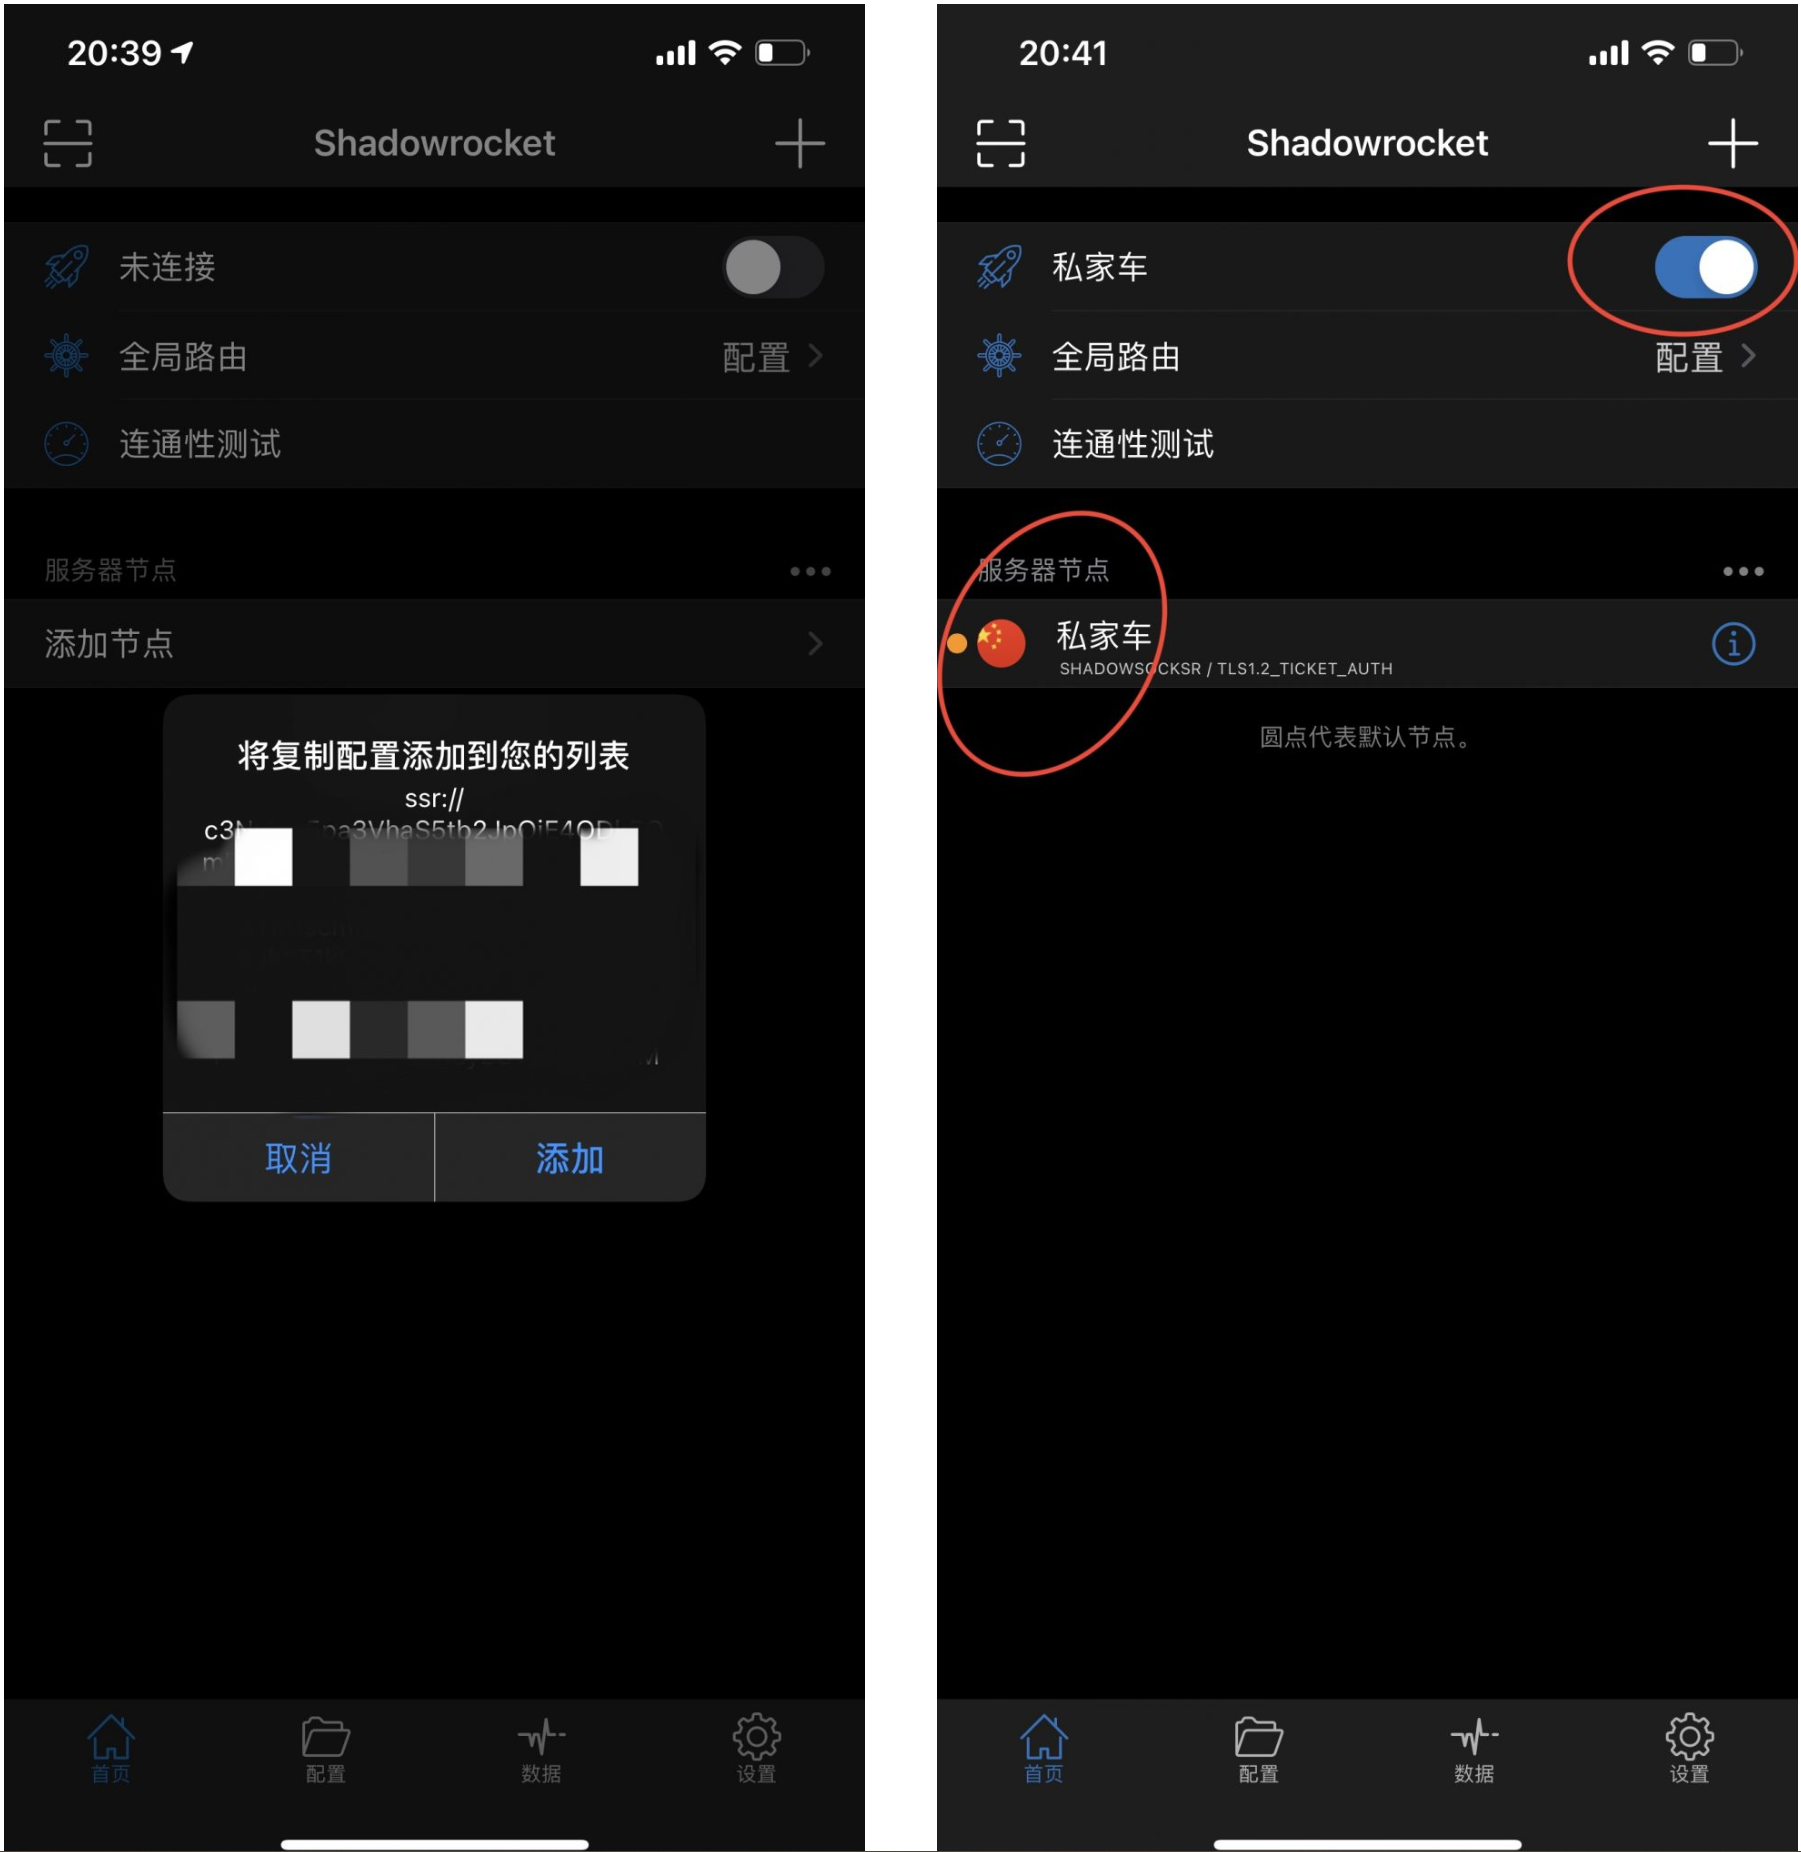 20:39
Shadowrocket
未连接
全局路由 配置
连通性测试
服务器节点
添加节点
将复制配置添加到您的列表
ssr://
取消 添加
首页 配置 数据 设置
20:41
Shadowrocket
私家车
全局路由 配置
连通性测试
服务器节点
私家车
SHADOWSOCKSR / TLS1.2_TICKET_AUTH
圆点代表默认节点。
首页 配置 数据 设置